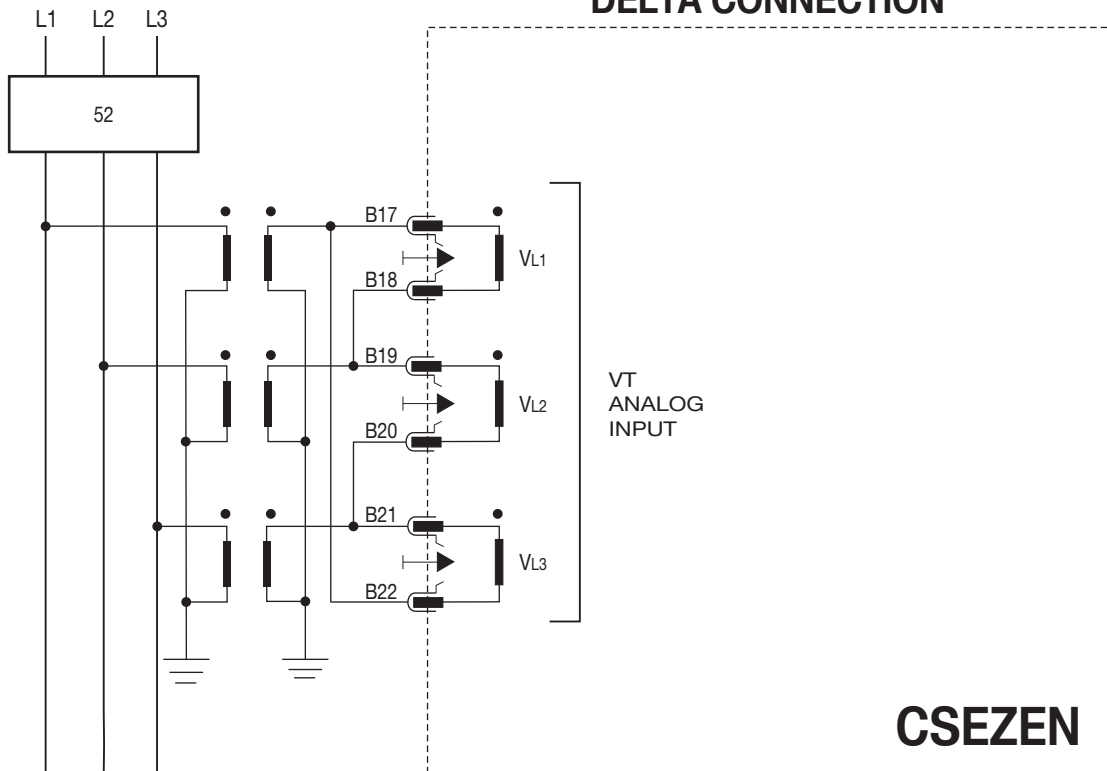 DELTA CONNECTION
L1 L2 L3
52
B17
VL1
B18
B19
VL2
B20
B21
VL3
B22
VT
ANALOG
INPUT
CSEZEN